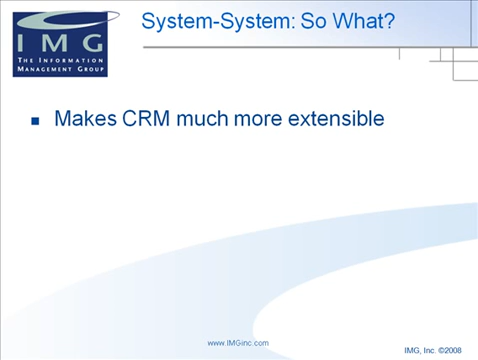 System-System: So What?
IMG
THE INFORMATION
MANAGEMENT GROUP
■ Makes CRM much more extensible
www.IMGinc.com
IMG, Inc. ©2008